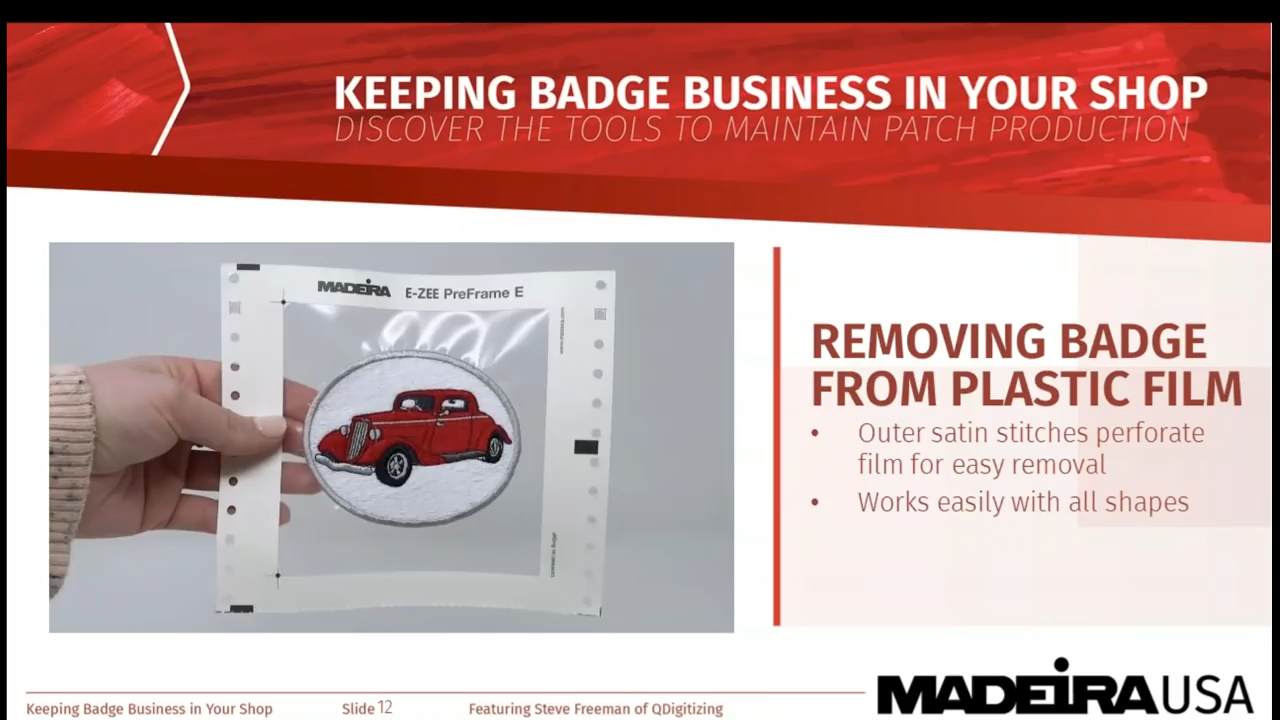 KEEPING BADGE BUSINESS IN YOUR SHOP
DISCOVER THE TOOLS TO MAINTAIN PATCH PRODUCTION
MADEIRA E-ZEE PreFrame E
REMOVING BADGE
FROM PLASTIC FILM
• Outer satin stitches perforate
film for easy removal
• Works easily with all shapes
MADEIRA USA
Keeping Badge Business in Your Shop Slide 12 Featuring Steve Freeman of QDigitizing